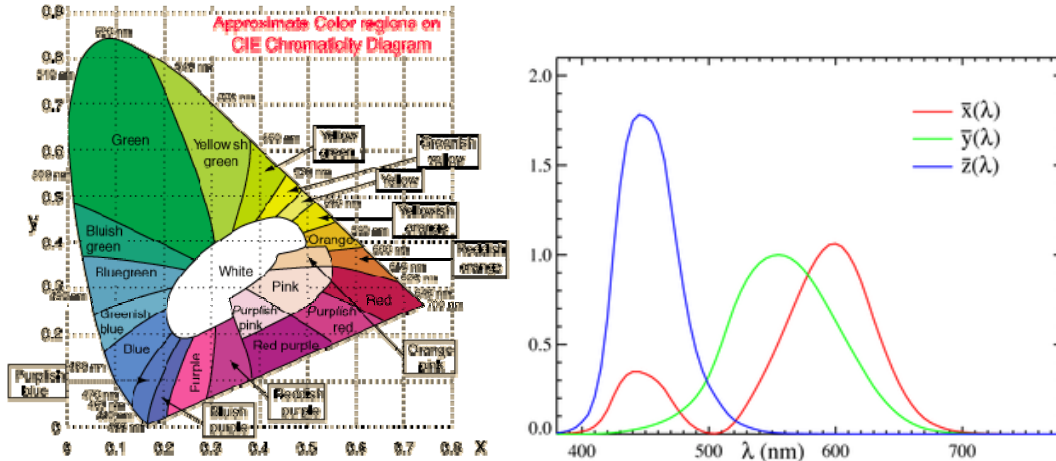 Approximate Color regions on
CIE Chromaticity Diagram
0.8
0.8
0.7
0.6
0.5
0.4
0.3
0.2
0.1
0
y
0.1
0.2
0.3
0.4
0.5
0.6
0.7
0.8
x
Green
Yellow sh
green
Yellow
green
Greenish
yellow
Yellow
Yellowish
orange
Orange
Reddish
orange
Bluish
green
Bluegreen
White
Pink
Red
Greenish
blue
Purplish
pink
Purplish
red
Blue
Red purple
Purplish
blue
Orange
pink
Reddish
purple
Bluish
purple
2.0
1.5
1.0
0.5
0.0
400
500
600
700
λ (nm)
x̄(λ)
ȳ(λ)
z̄(λ)